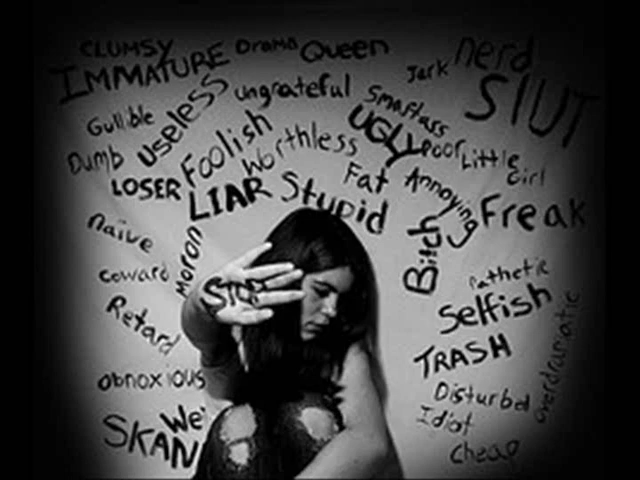 CLUMSY
Drama Queen
nerd
IMMATURE
Jerk
SlUT
ungrateful
Smartass
Useless
Gullible
UGLY
Foolish
Worthless
Poor Little Girl
Dumb
LOSER
LIAR
Stupid
Fat
Annoying
Freak
naive
moron
Bitch
coward
STOP
Pathetic
Selfish
Retard
TRASH
overdramatic
obnoxious
Disturbed
Idiot
Wei
SKAN
cheap